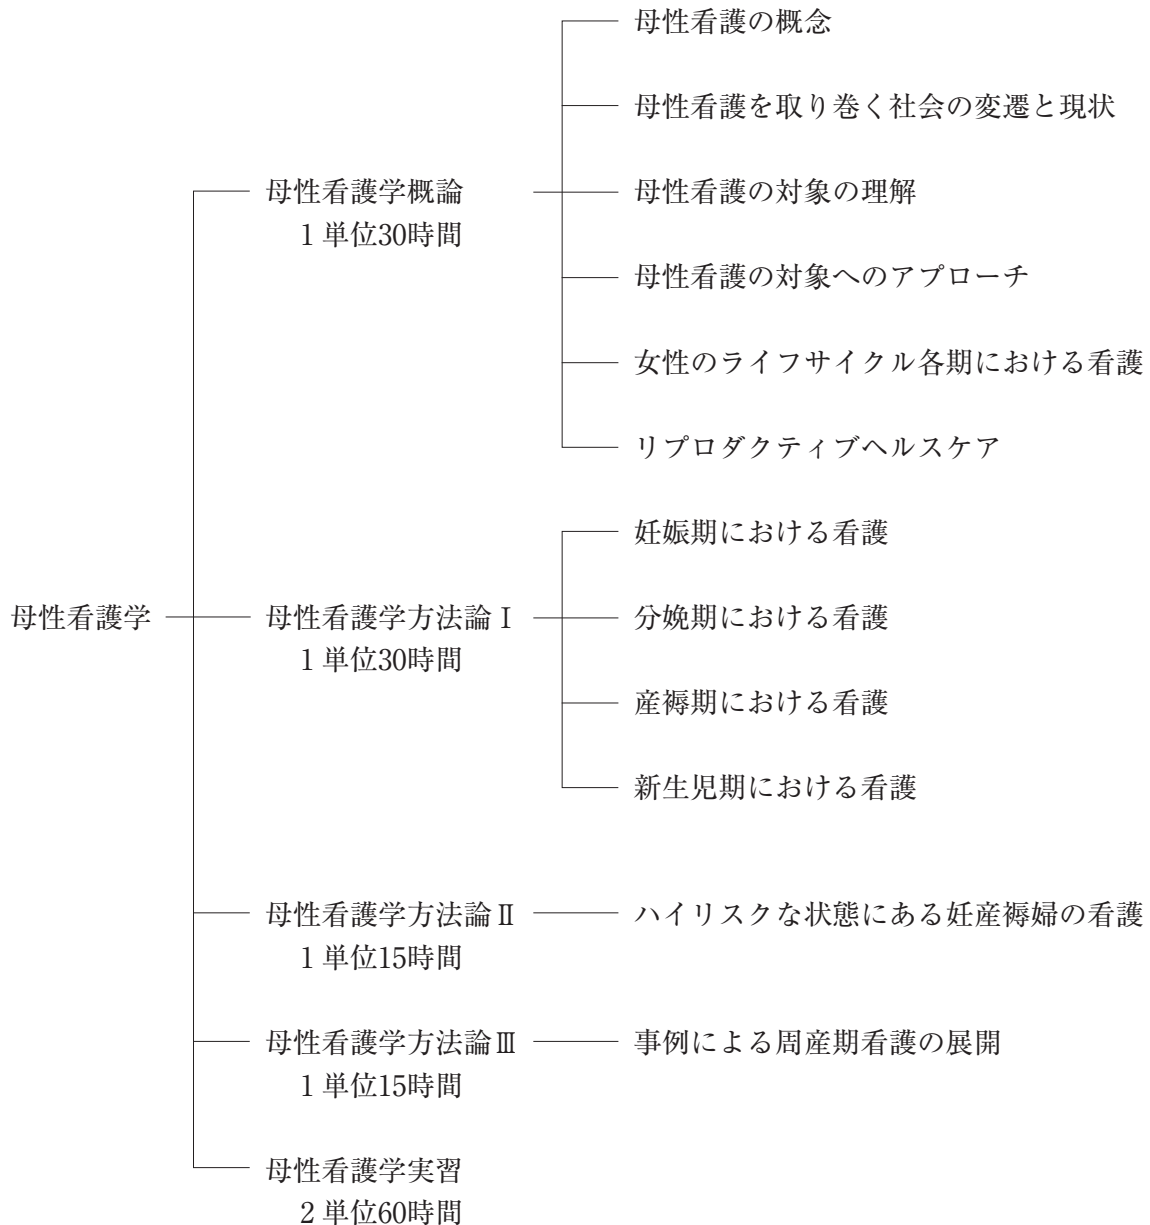 母性看護学
母性看護学概論
1単位30時間
母性看護の概念
母性看護を取り巻く社会の変遷と現状
母性看護の対象の理解
母性看護の対象へのアプローチ
女性のライフサイクル各期における看護
リプロダクティブヘルスケア
母性看護学方法論Ⅰ
1単位30時間
妊娠期における看護
分娩期における看護
産褥期における看護
新生児期における看護
母性看護学方法論Ⅱ
1単位15時間
ハイリスクな状態にある妊産褥婦の看護
母性看護学方法論Ⅲ
1単位15時間
事例による周産期看護の展開
母性看護学実習
2単位60時間